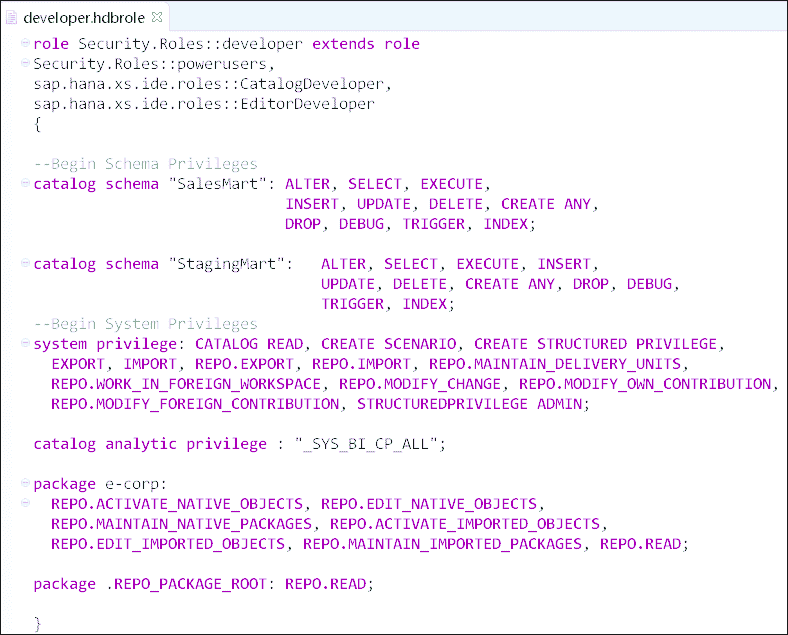 developer.hdbrole
role Security.Roles::developer extends role
Security.Roles::powerusers,
sap.hana.xs.ide.roles::CatalogDeveloper,
sap.hana.xs.ide.roles::EditorDeveloper
{
--Begin Schema Privileges
catalog schema "SalesMart": ALTER, SELECT, EXECUTE,
INSERT, UPDATE, DELETE, CREATE ANY,
DROP, DEBUG, TRIGGER, INDEX;
catalog schema "StagingMart": ALTER, SELECT, EXECUTE, INSERT,
UPDATE, DELETE, CREATE ANY, DROP, DEBUG,
TRIGGER, INDEX;
--Begin System Privileges
system privilege: CATALOG READ, CREATE SCENARIO, CREATE STRUCTURED PRIVILEGE,
EXPORT, IMPORT, REPO.EXPORT, REPO.IMPORT, REPO.MAINTAIN_DELIVERY_UNITS,
REPO.WORK_IN_FOREIGN_WORKSPACE, REPO.MODIFY_CHANGE, REPO.MODIFY_OWN_CONTRIBUTION,
REPO.MODIFY_FOREIGN_CONTRIBUTION, STRUCTUREDPRIVILEGE ADMIN;
catalog analytic privilege : "_SYS_BI_CP_ALL";
package e-corp:
REPO.ACTIVATE_NATIVE_OBJECTS, REPO.EDIT_NATIVE_OBJECTS,
REPO.MAINTAIN_NATIVE_PACKAGES, REPO.ACTIVATE_IMPORTED_OBJECTS,
REPO.EDIT_IMPORTED_OBJECTS, REPO.MAINTAIN_IMPORTED_PACKAGES, REPO.READ;
package .REPO_PACKAGE_ROOT: REPO.READ;
}